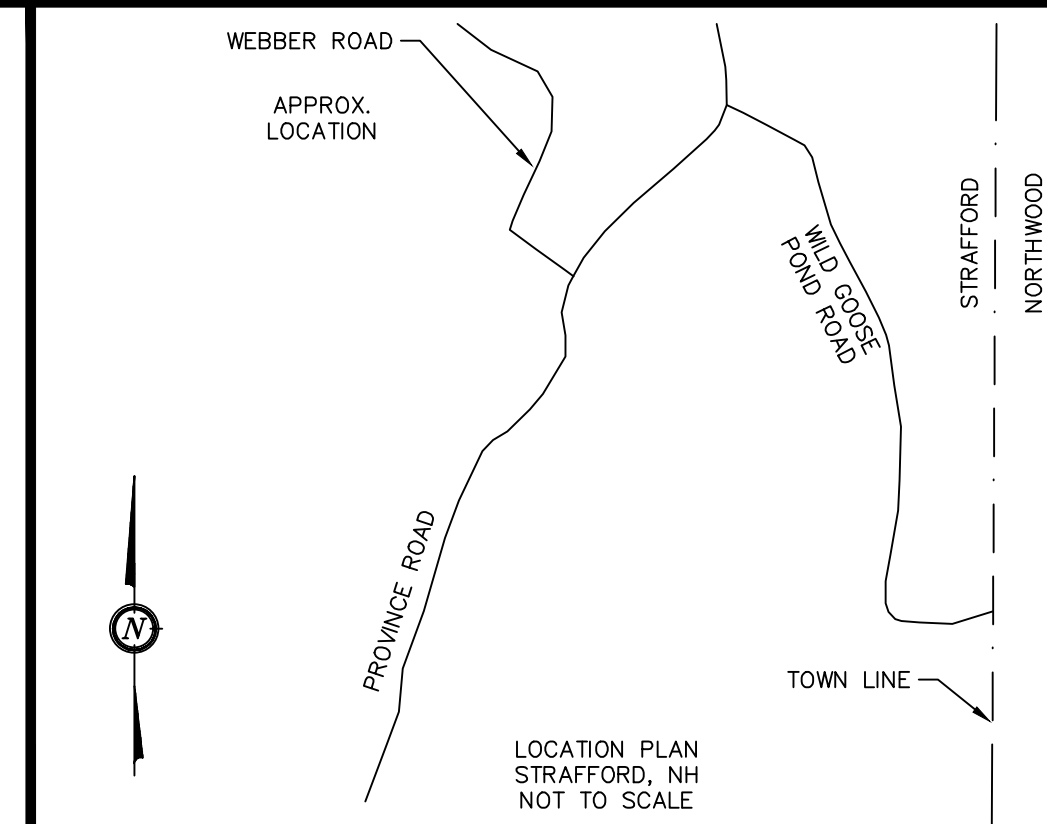 WEBBER ROAD
APPROX.
LOCATION
STRAFFORD
NORTHWOOD
WILD GOOSE
POND ROAD
PROVINCE ROAD
N
TOWN LINE
LOCATION PLAN
STRAFFORD, NH
NOT TO SCALE